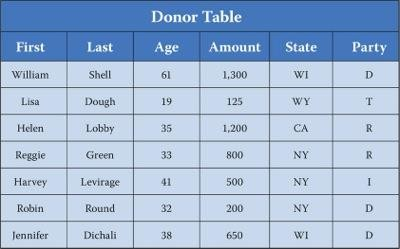 Donor Table
First Last Age Amount State Party
William Shell 61 1,300 WI D
Lisa Dough 19 125 WY T
Helen Lobby 35 1,200 CA R
Reggie Green 33 800 NY R
Harvey Levirage 41 500 NY I
Robin Round 32 200 NY D
Jennifer Dichali 38 650 WI D